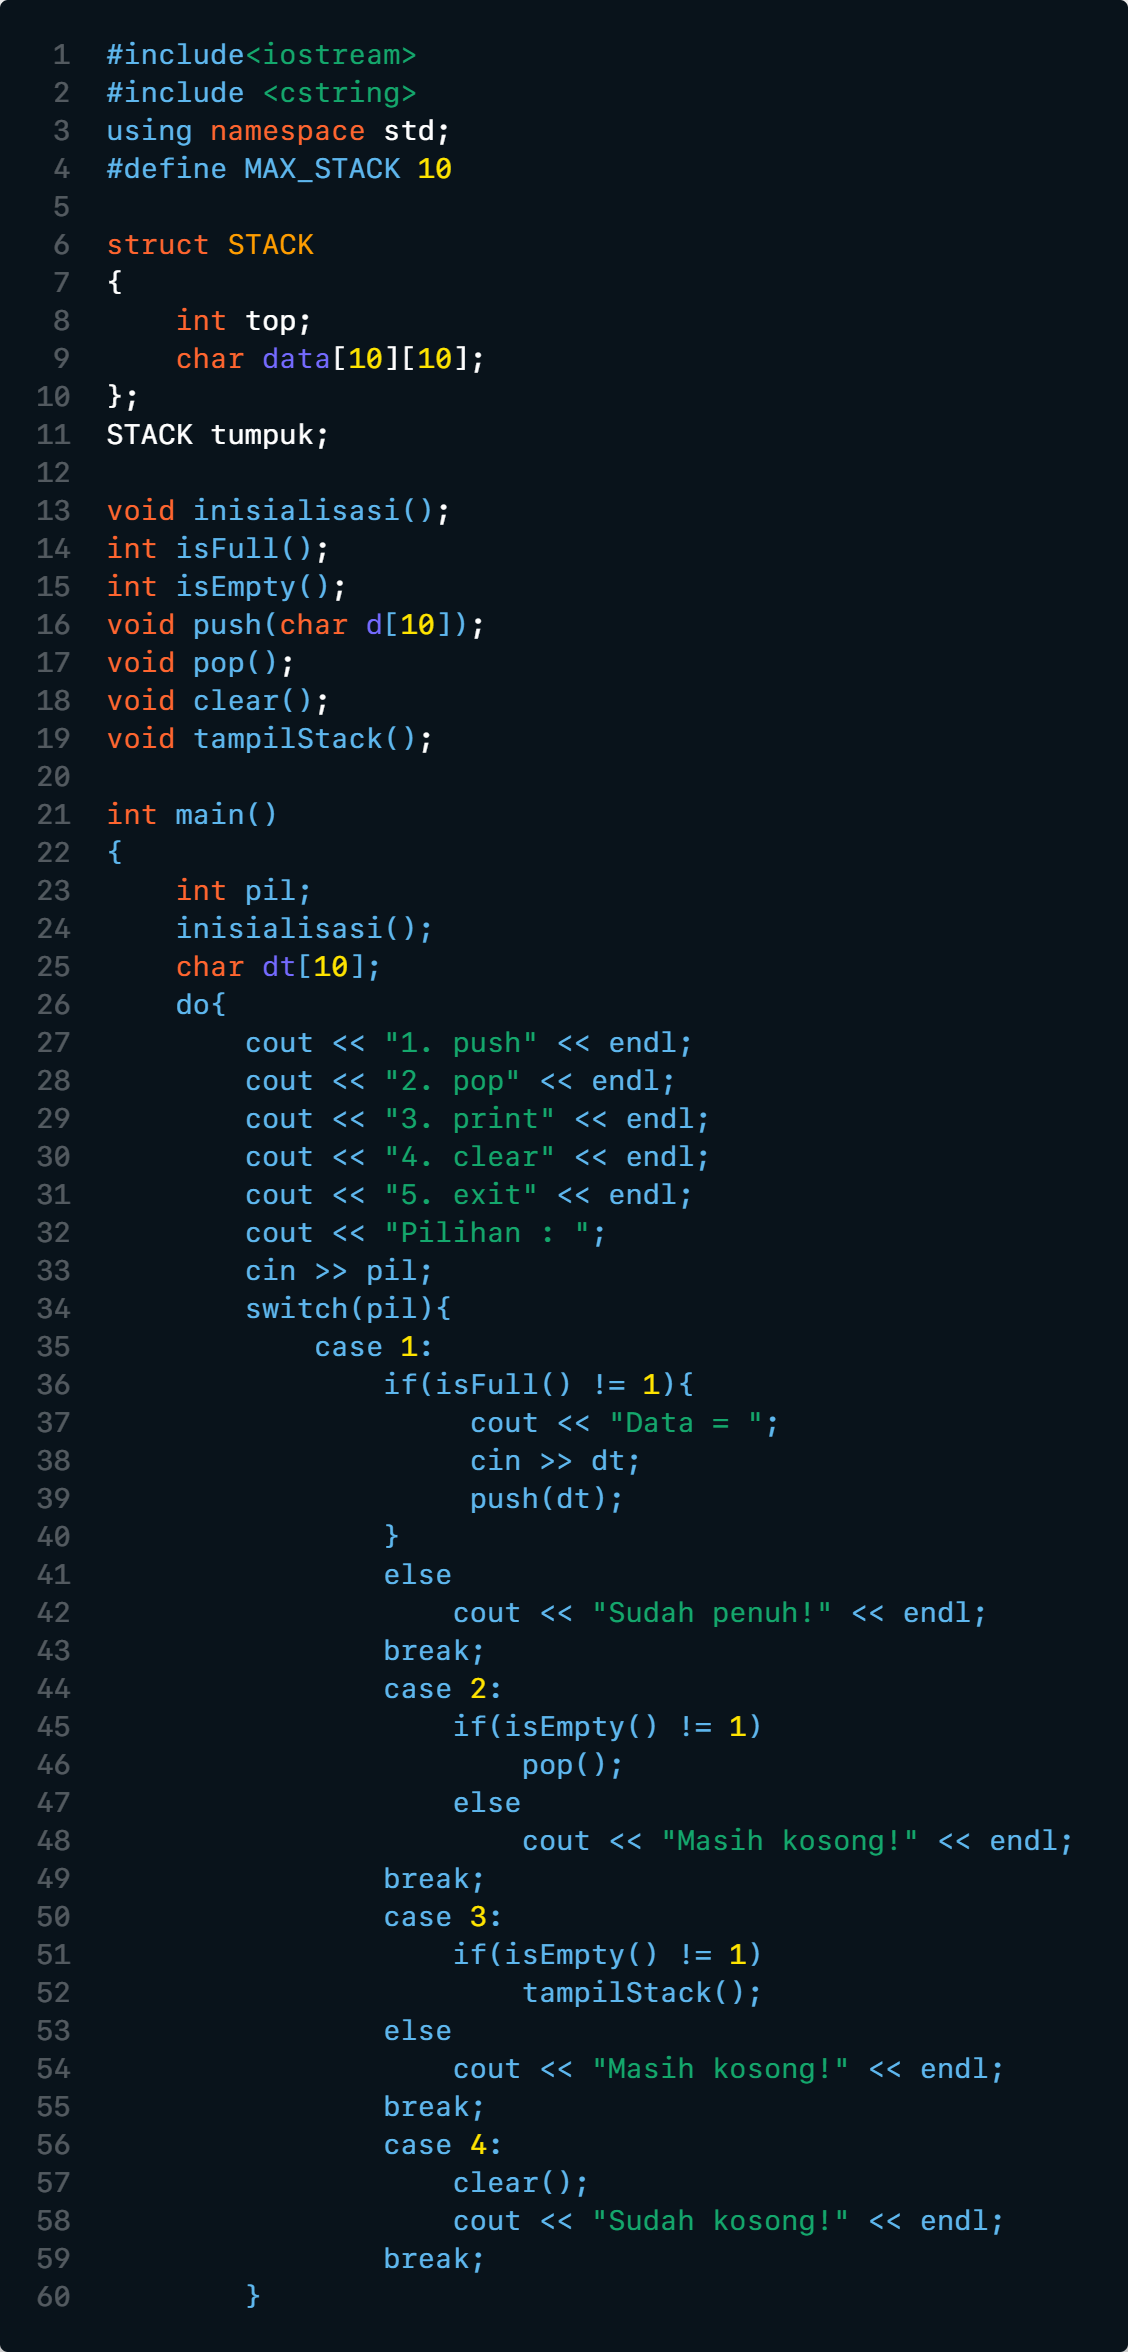 1 #include<iostream>
2 #include <cstring>
3 using namespace std;
4 #define MAX_STACK 10
5
6 struct STACK
7 {
8     int top;
9     char data[10][10];
10 };
11 STACK tumpuk;
12
13 void inisialisasi();
14 int isFull();
15 int isEmpty();
16 void push(char d[10]);
17 void pop();
18 void clear();
19 void tampilStack();
20
21 int main()
22 {
23     int pil;
24     inisialisasi();
25     char dt[10];
26     do{
27         cout << "1. push" << endl;
28         cout << "2. pop" << endl;
29         cout << "3. print" << endl;
30         cout << "4. clear" << endl;
31         cout << "5. exit" << endl;
32         cout << "Pilihan : ";
33         cin >> pil;
34         switch(pil){
35             case 1:
36                 if(isFull() != 1){
37                      cout << "Data = ";
38                      cin >> dt;
39                      push(dt);
40                 }
41                 else
42                     cout << "Sudah penuh!" << endl;
43                 break;
44                 case 2:
45                     if(isEmpty() != 1)
46                         pop();
47                     else
48                         cout << "Masih kosong!" << endl;
49                 break;
50                 case 3:
51                     if(isEmpty() != 1)
52                         tampilStack();
53                 else
54                     cout << "Masih kosong!" << endl;
55                 break;
56                 case 4:
57                     clear();
58                     cout << "Sudah kosong!" << endl;
59                 break;
60         }